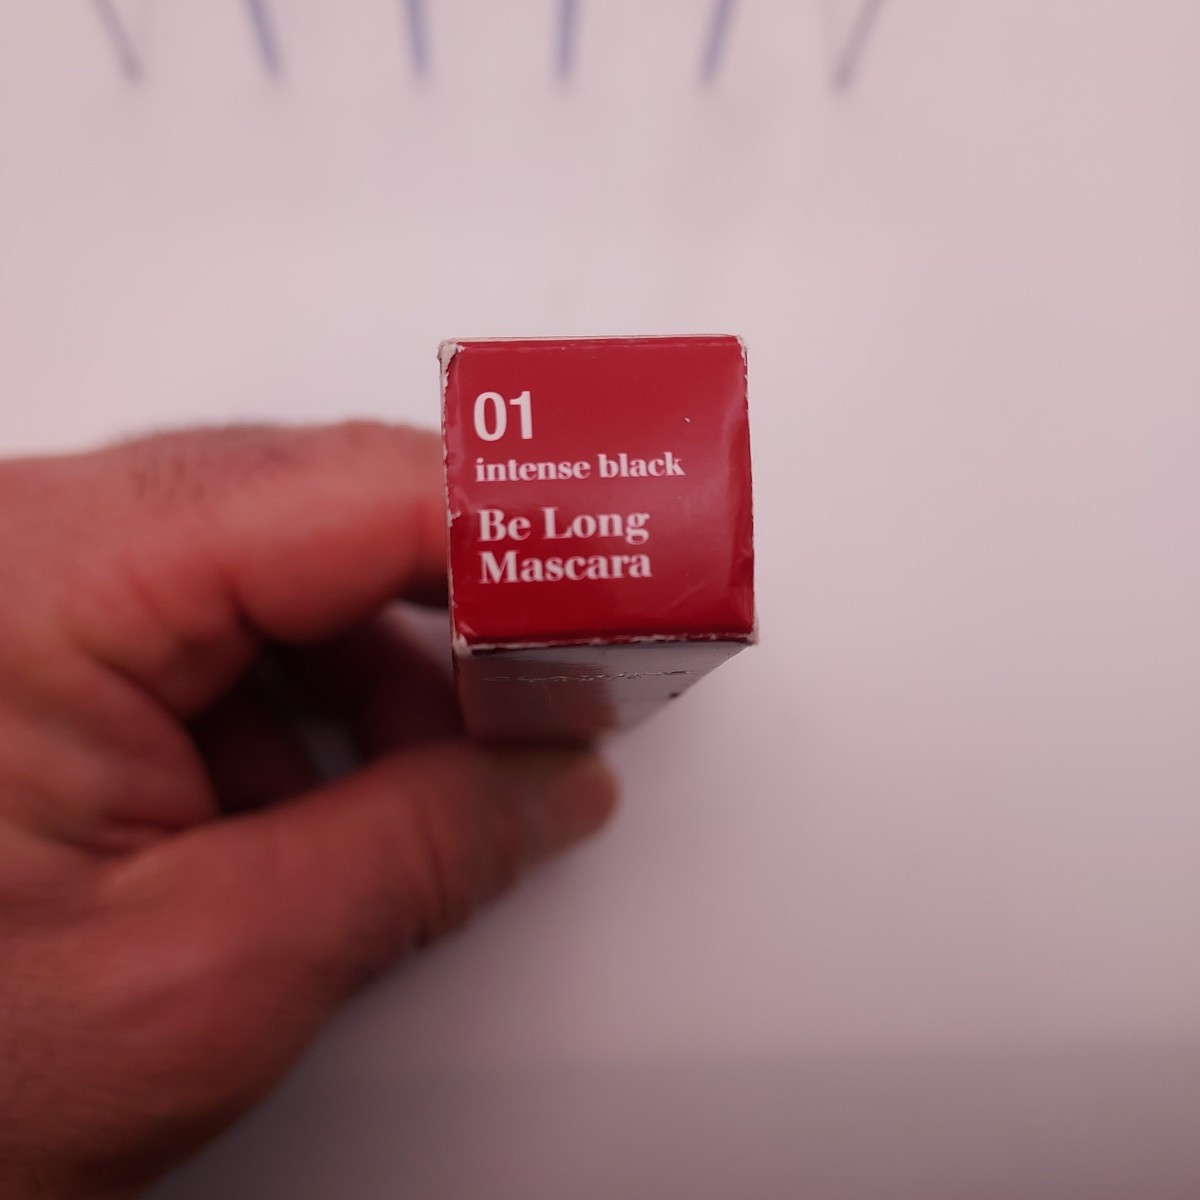 01
intense black
Be Long
Mascara